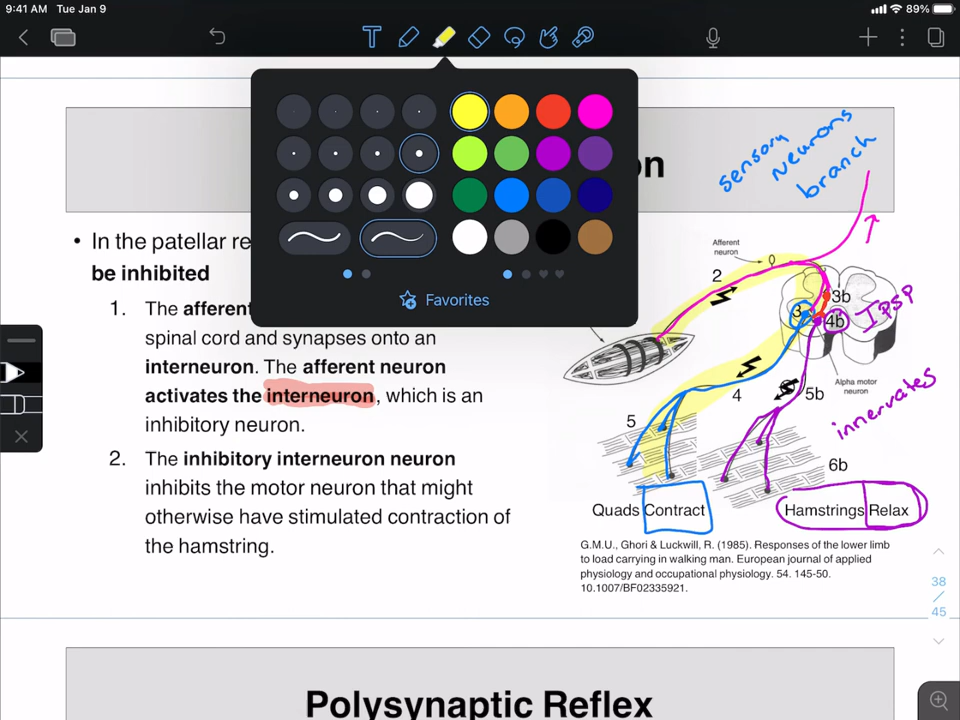 9:41 AM Tue Jan 9
89%
T
on
sensory
neurons
branch
Favorites
• In the patellar re
be inhibited
1. The afferent
spinal cord and synapses onto an
interneuron. The afferent neuron
activates the interneuron, which is an
inhibitory neuron.
2. The inhibitory interneuron neuron
inhibits the motor neuron that might
otherwise have stimulated contraction of
the hamstring.
Afferent
neuron
2
3
3b
4b
IPSP
Alpha motor
neuron
4
5b
innervates
5
6b
Quads Contract
Hamstrings Relax
G.M.U., Ghori & Luckwill, R. (1985). Responses of the lower limb
to load carrying in walking man. European journal of applied
physiology and occupational physiology. 54. 145-50.
10.1007/BF02335921.
38
/
45
Polysynaptic Reflex